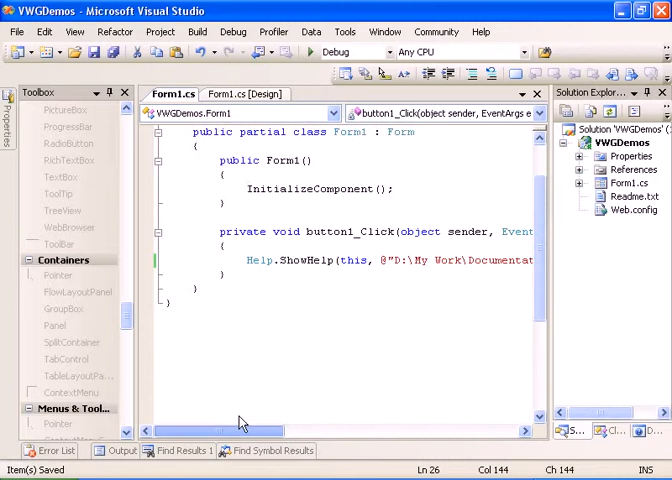 VWGDemos - Microsoft Visual Studio
File Edit View Refactor Project Build Debug Profiler Data Tools Window Community Help
Debug Any CPU
Properties
Toolbox
PictureBox
ProgressBar
RadioButton
RichTextBox
TextBox
ToolTip
TreeView
WebBrowser
ToolBar
Containers
Pointer
FlowLayoutPanel
GroupBox
Panel
SplitContainer
TabControl
TableLayoutPa...
ContextMenu
Menus & Tool...
Pointer
Form1.cs Form1.cs [Design]
VWGDemos.Form1 button1_Click(object sender, EventArgs e
public partial class Form1 : Form
{
public Form1()
{
InitializeComponent();
}
private void button1_Click(object sender, Event
{
Help.ShowHelp(this, @"D:\My Work\Documentat
}
}
}
Solution Explor...
Solution 'VWGDemos' (
VWGDemos
Properties
References
Form1.cs
Readme.txt
Web.config
S... Cl... D...
Error List Output Find Results 1 Find Symbol Results
Item(s) Saved Ln 26 Col 144 Ch 144 INS